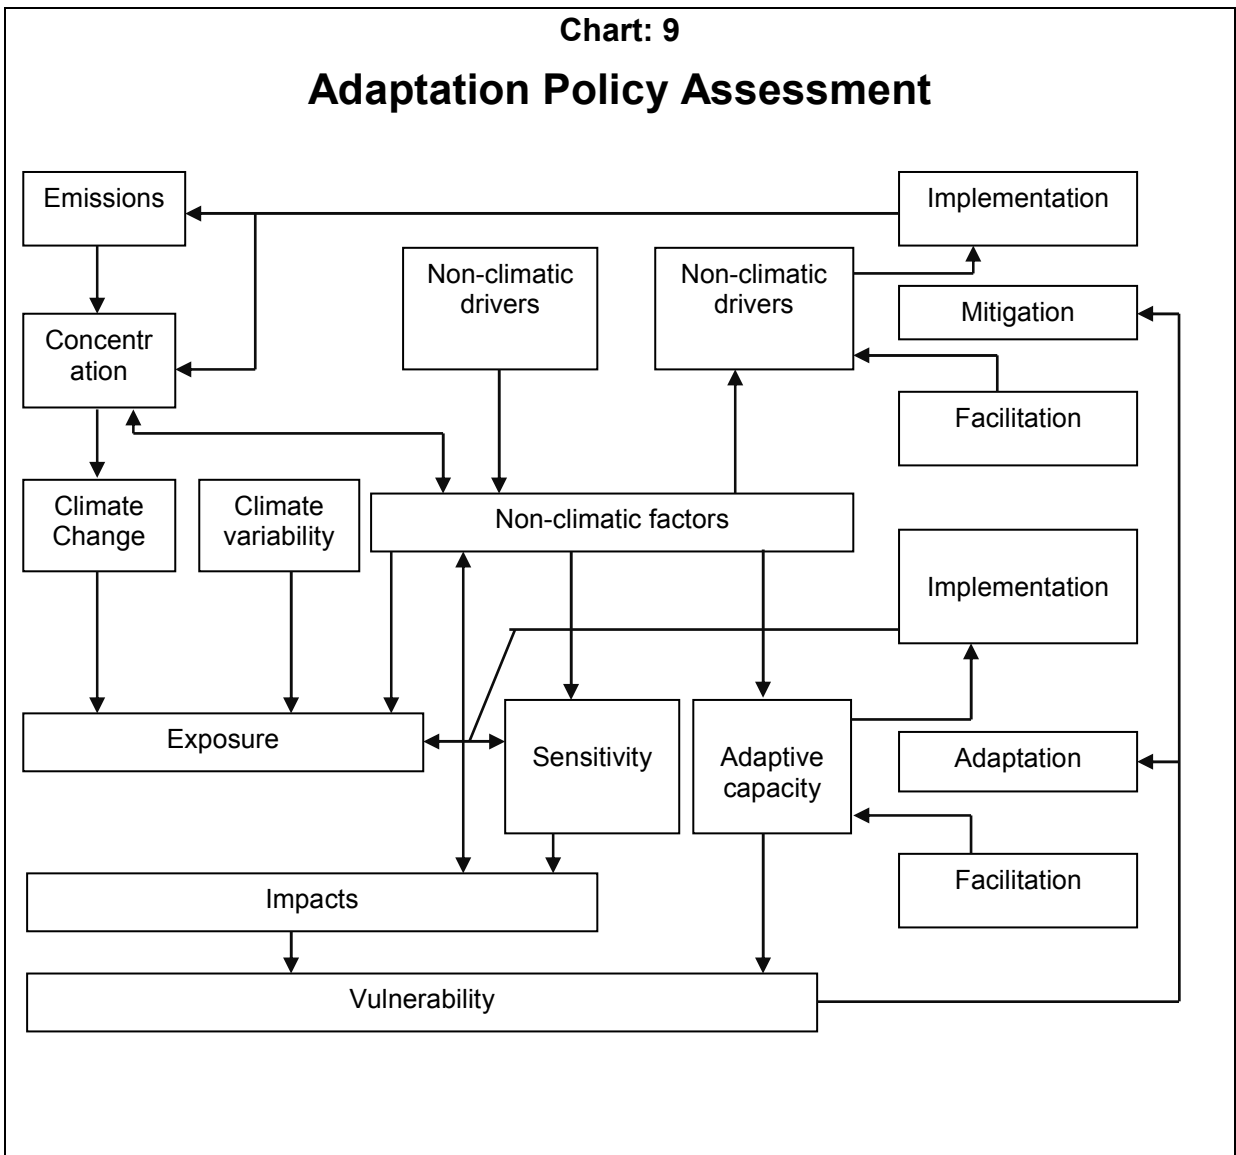 Chart: 9
Adaptation Policy Assessment
Emissions
Implementation
Non-climatic
drivers
Non-climatic
drivers
Mitigation
Concentr
ation
Facilitation
Climate
Change
Climate
variability
Non-climatic factors
Implementation
Exposure
Sensitivity
Adaptive
capacity
Adaptation
Facilitation
Impacts
Vulnerability